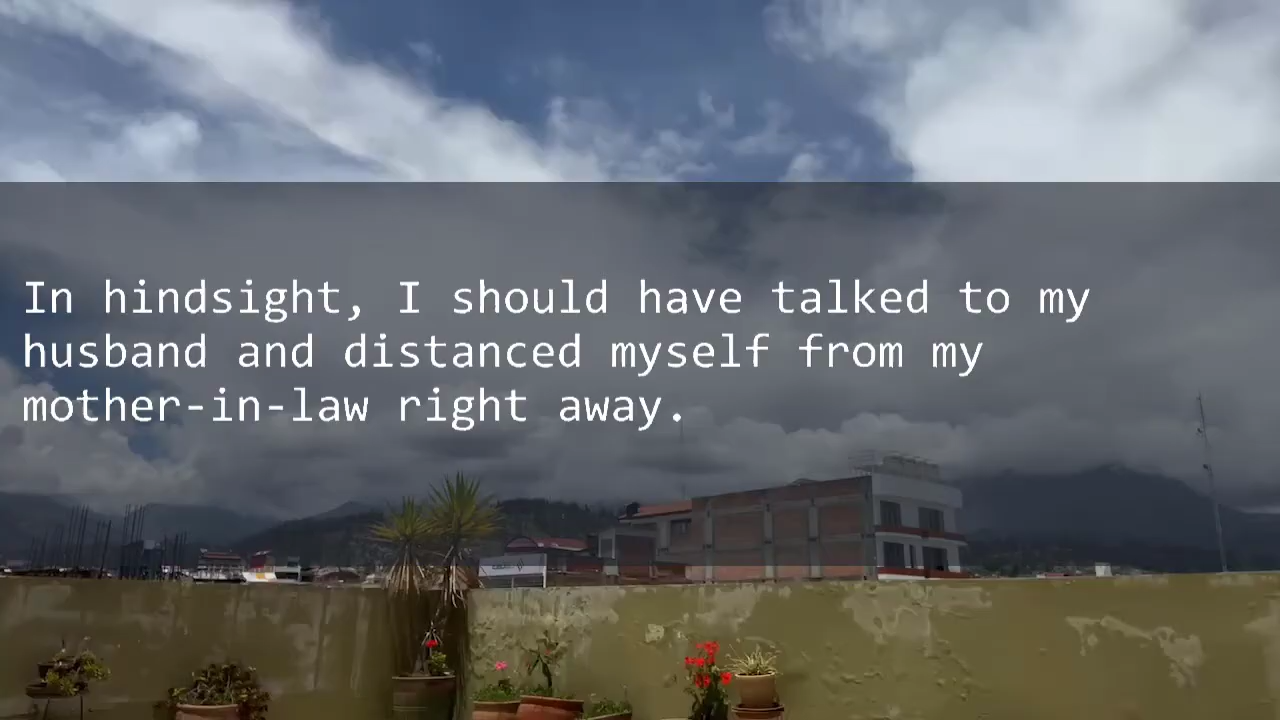 In hindsight, I should have talked to my
husband and distanced myself from my
mother-in-law right away.